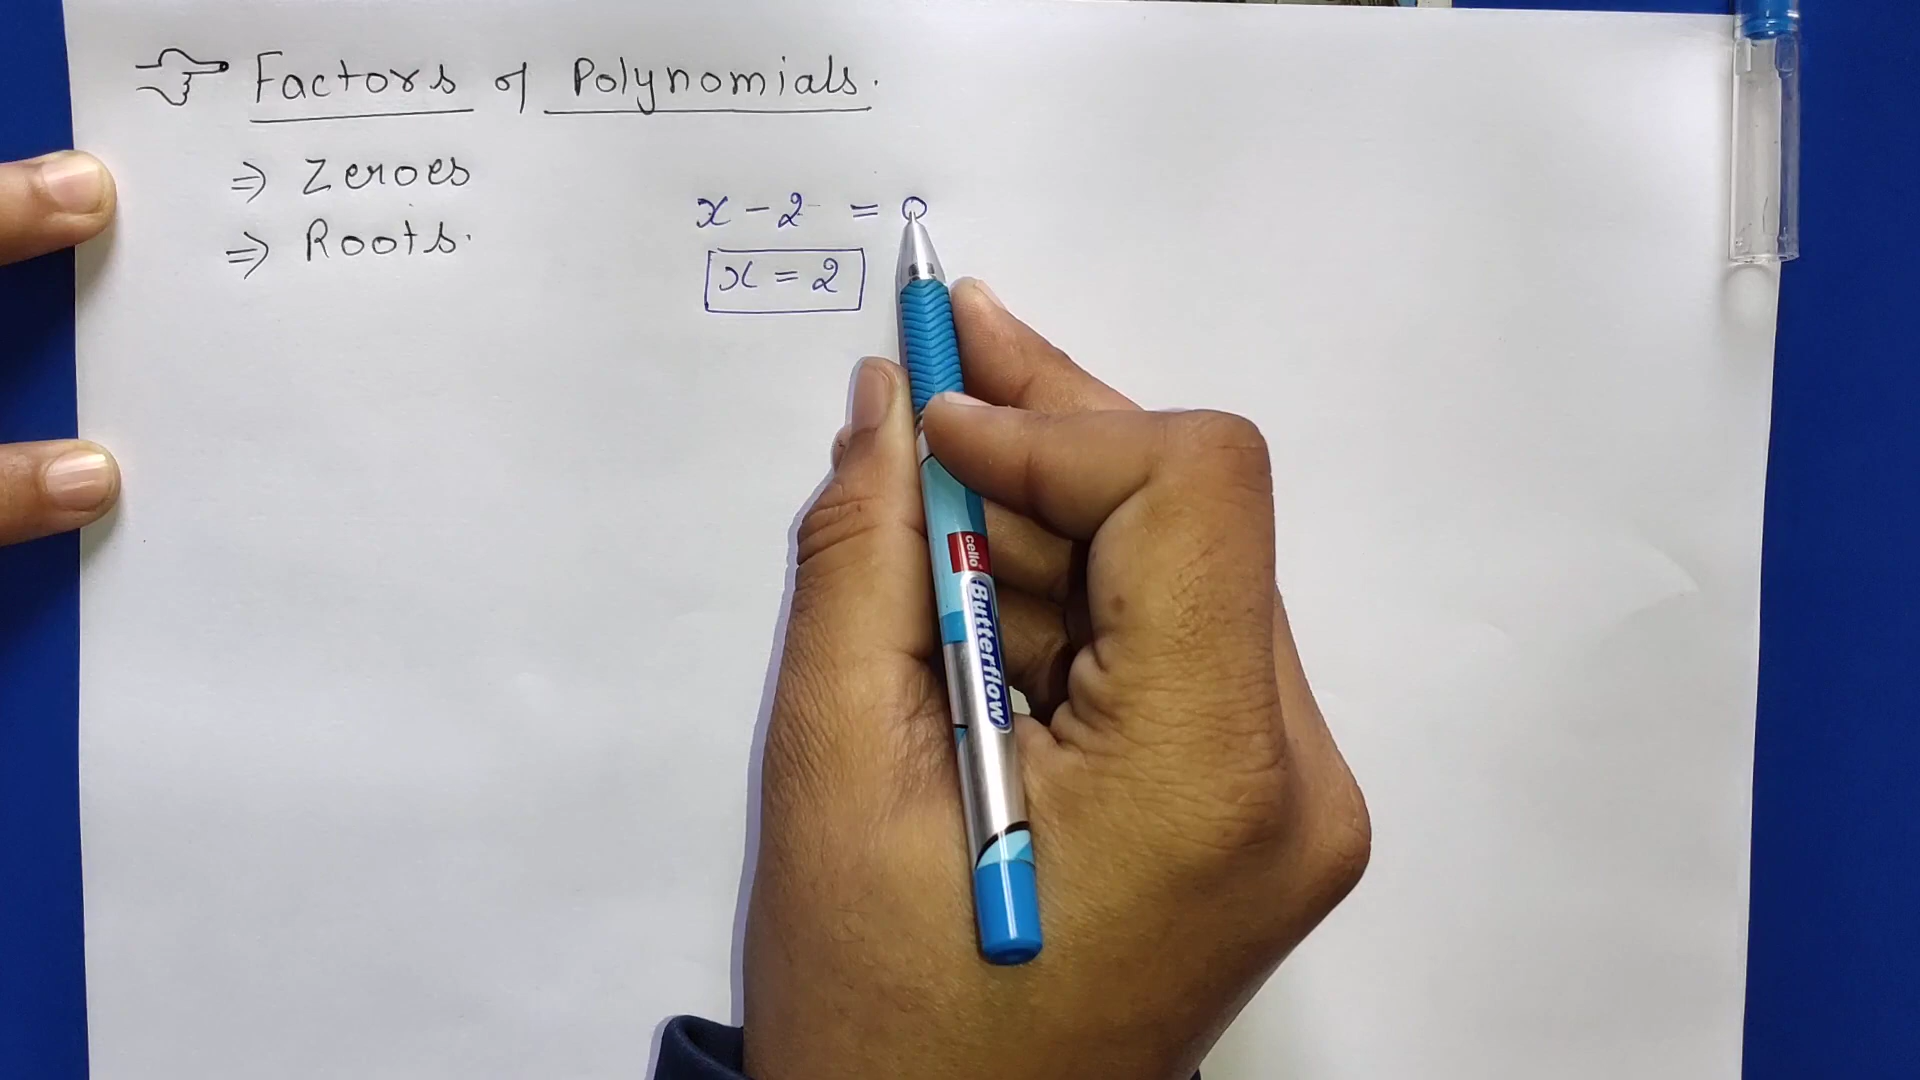 Factors of Polynomials.
⇒ Zeroes
⇒ Roots.
x - 2 = 0
x = 2
cello
Butterflow